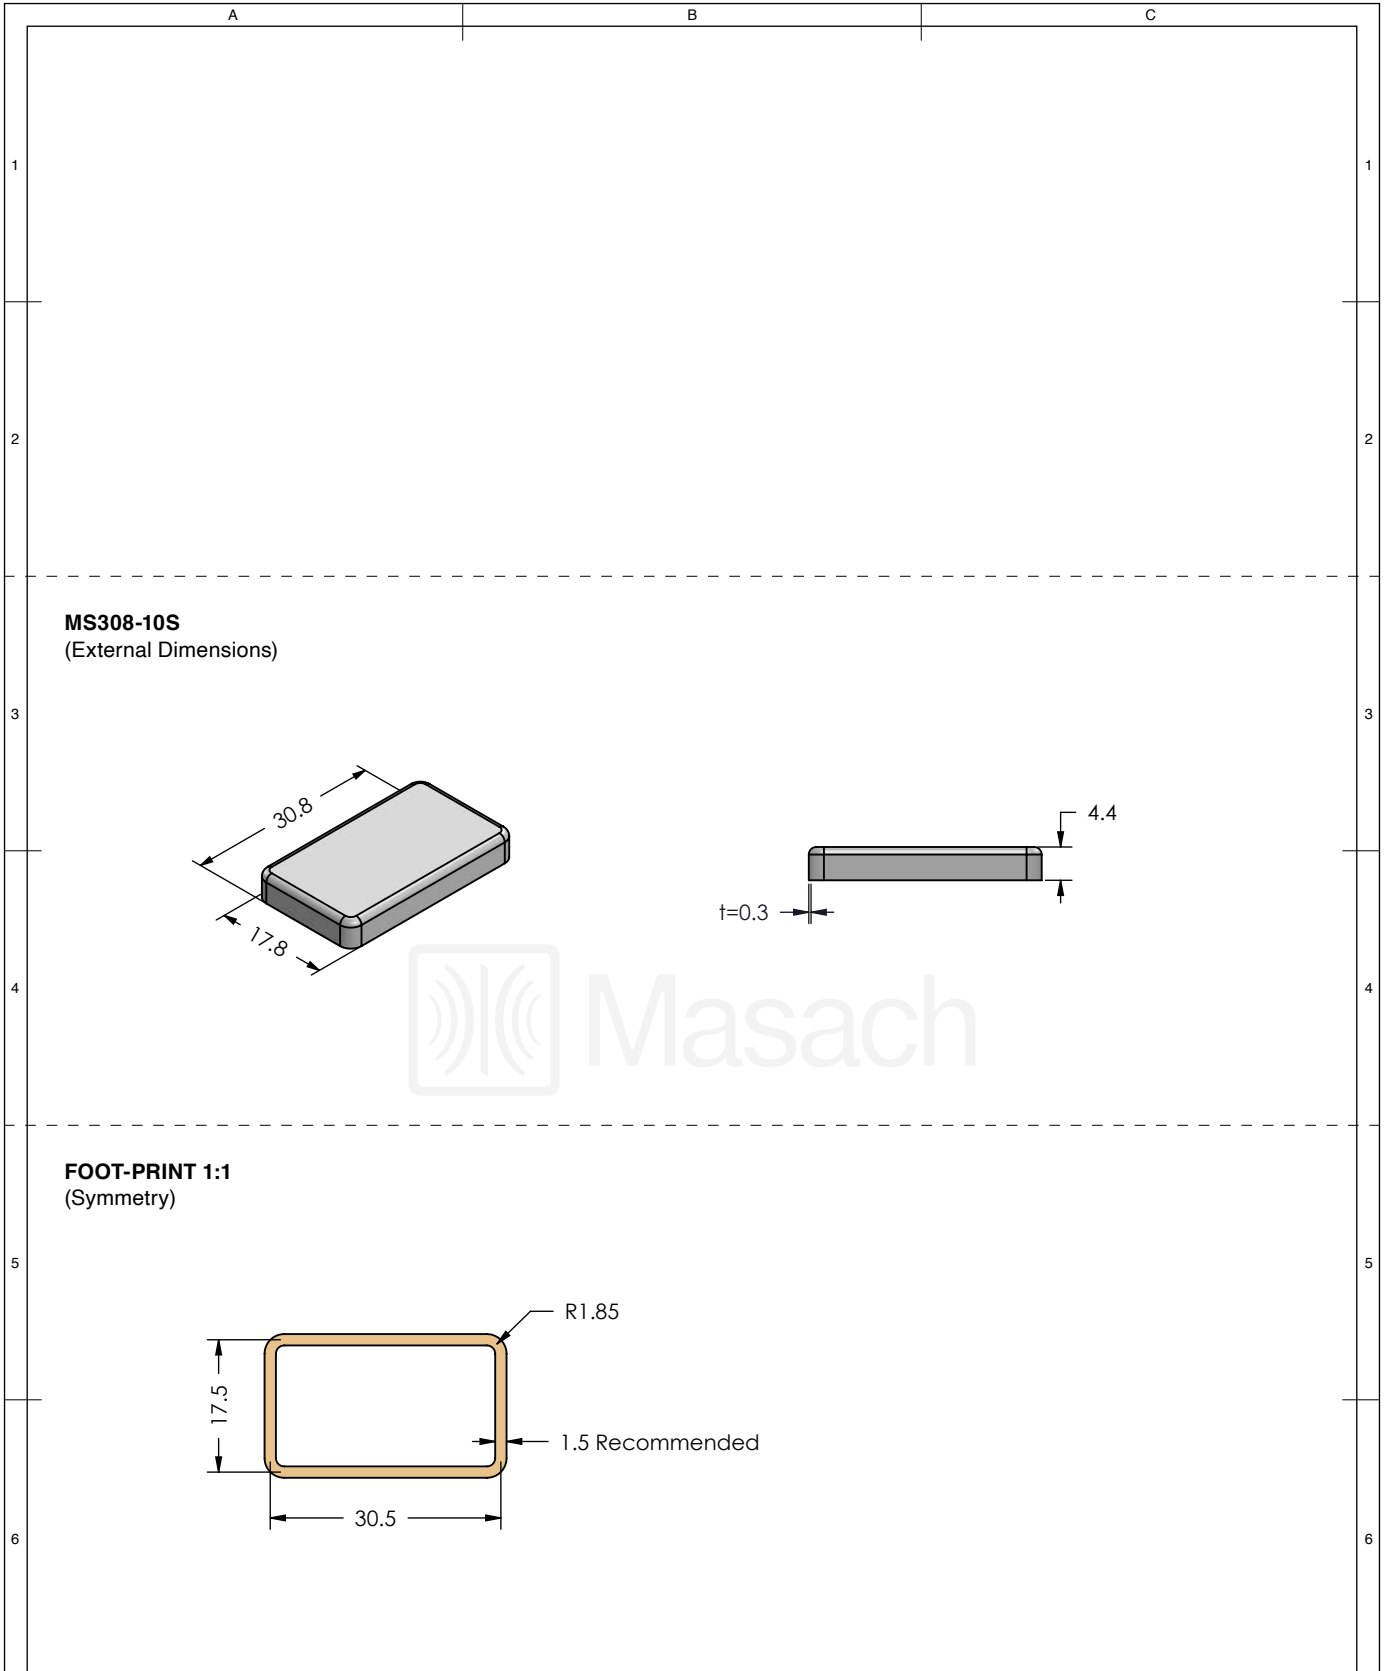 A B C
1 1
2 2
MS308-10S
(External Dimensions)
3 3
30.8
17.8
4.4
t=0.3
Masach
4 4
FOOT-PRINT 1:1
(Symmetry)
5 5
R1.85
17.5
1.5 Recommended
30.5
6 6